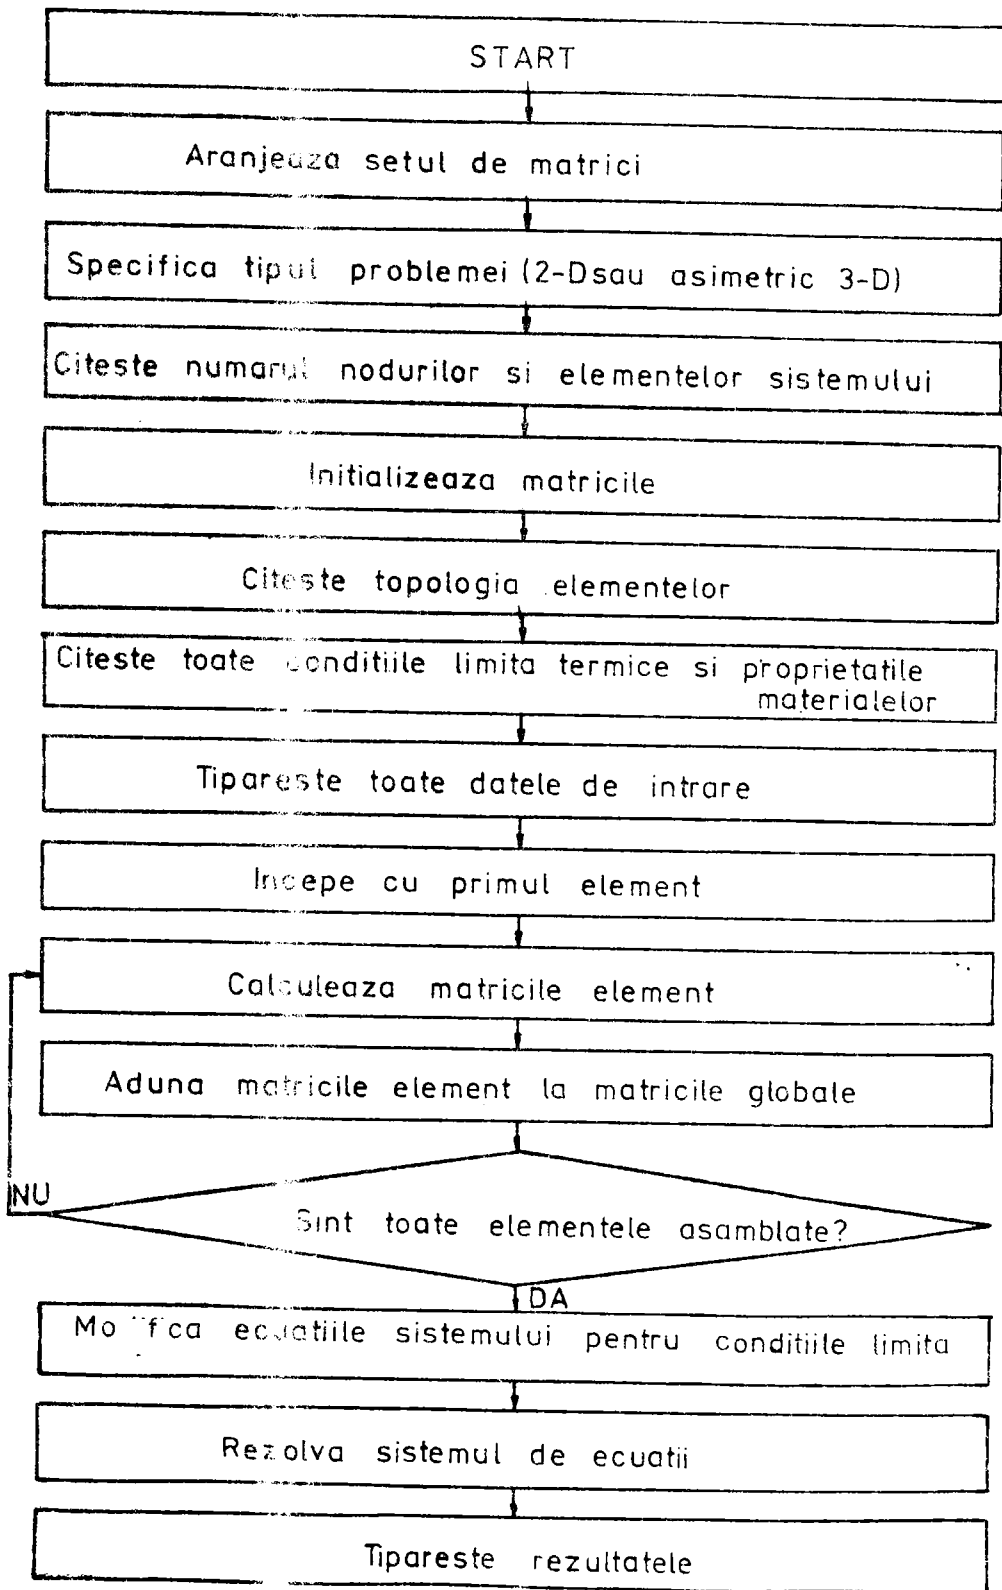 START
Aranjeaza setul de matrici
Specifica tipul problemei (2-Dsau asimetric 3-D)
Citeste numarul nodurilor si elementelor sistemului
Initializeaza matricile
Citeste topologia elementelor
Citeste toate conditiile limita termice si proprietatile
materialelor
Tipareste toate datele de intrare
Incepe cu primul element
Calculeaza matricile element
Aduna matricile element la matricile globale
NU
Sint toate elementele asamblate?
DA
ecuatiile sistemului pentru conditiile limita
Rezolva sistemul de ecuatii
Tipareste rezultatele